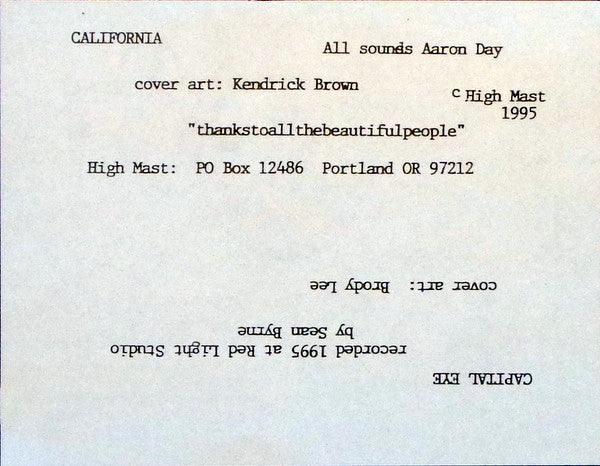 CALIFORNIA
All sounds Aaron Day
cover art: Kendrick Brown
c High Mast
1995
"thankstoallthebeautifulpeople"
High Mast: PO Box 12486 Portland OR 97212
CAPITAL EYE
recorded 1995 at Red Light Studio
by Sean Byrne
cover art: Brody Lee